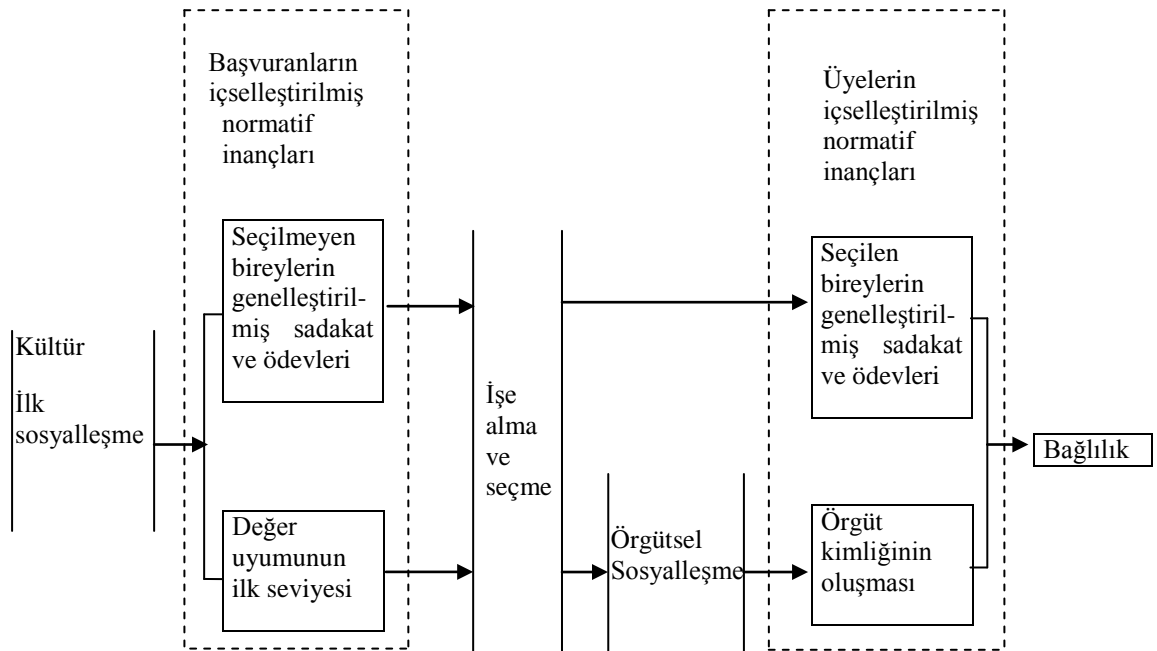 Başvuranların
içselleştirilmiş
normatif
inançları
Üyelerin
içselleştirilmiş
normatif
inançları
Seçilmeyen
bireylerin
genelleştiril-
miş sadakat
ve ödevleri
Seçilen
bireylerin
genelleştiril-
miş sadakat
ve ödevleri
Kültür
İlk
sosyalleşme
İşe
alma
ve
seçme
Bağlılık
Değer
uyumunun
ilk seviyesi
Örgütsel
Sosyalleşme
Örgüt
kimliğinin
oluşması